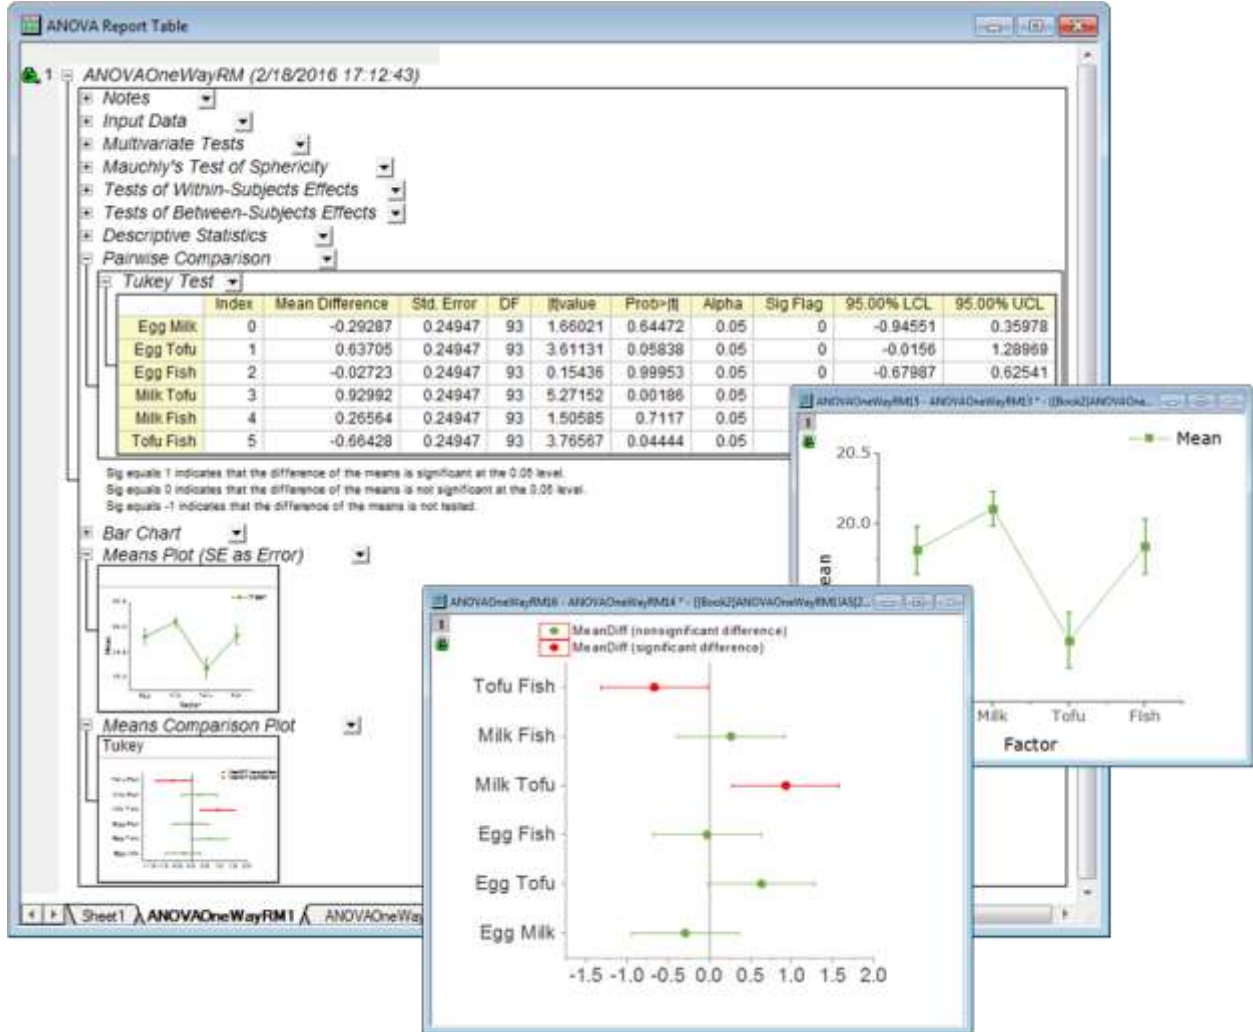 ANOVA Report Table
1 ANOVAOneWayRM (2/18/2016 17:12:43)
Notes
Input Data
Multivariate Tests
Mauchly's Test of Sphericity
Tests of Within-Subjects Effects
Tests of Between-Subjects Effects
Descriptive Statistics
Pairwise Comparison
Tukey Test
Index Mean Difference Std. Error DF |t|value Prob>|t| Alpha Sig Flag 95.00% LCL 95.00% UCL
Egg Milk 0 -0.29287 0.24947 93 1.66021 0.64472 0.05 0 -0.94551 0.35978
Egg Tofu 1 0.63705 0.24947 93 3.61131 0.05838 0.05 0 -0.0156 1.28969
Egg Fish 2 -0.02723 0.24947 93 0.15436 0.99953 0.05 0 -0.67987 0.62541
Milk Tofu 3 0.92992 0.24947 93 5.27152 0.00186 0.05
Milk Fish 4 0.26564 0.24947 93 1.50585 0.7117 0.05
Tofu Fish 5 -0.66428 0.24947 93 3.76567 0.04444 0.05
Sig equals 1 indicates that the difference of the means is significant at the 0.05 level.
Sig equals 0 indicates that the difference of the means is not significant at the 0.05 level.
Sig equals -1 indicates that the difference of the means is not tested.
Bar Chart
Means Plot (SE as Error)
Factor
Means Comparison Plot
Tukey
Sheet1 ANOVAOneWayRM1 ANOVAOneWay
1
Mean
20.5
20.0
Milk Tofu Fish
Factor
1
MeanDiff (nonsignificant difference)
MeanDiff (significant difference)
Tofu Fish
Milk Fish
Milk Tofu
Egg Fish
Egg Tofu
Egg Milk
-1.5 -1.0 -0.5 0.0 0.5 1.0 1.5 2.0